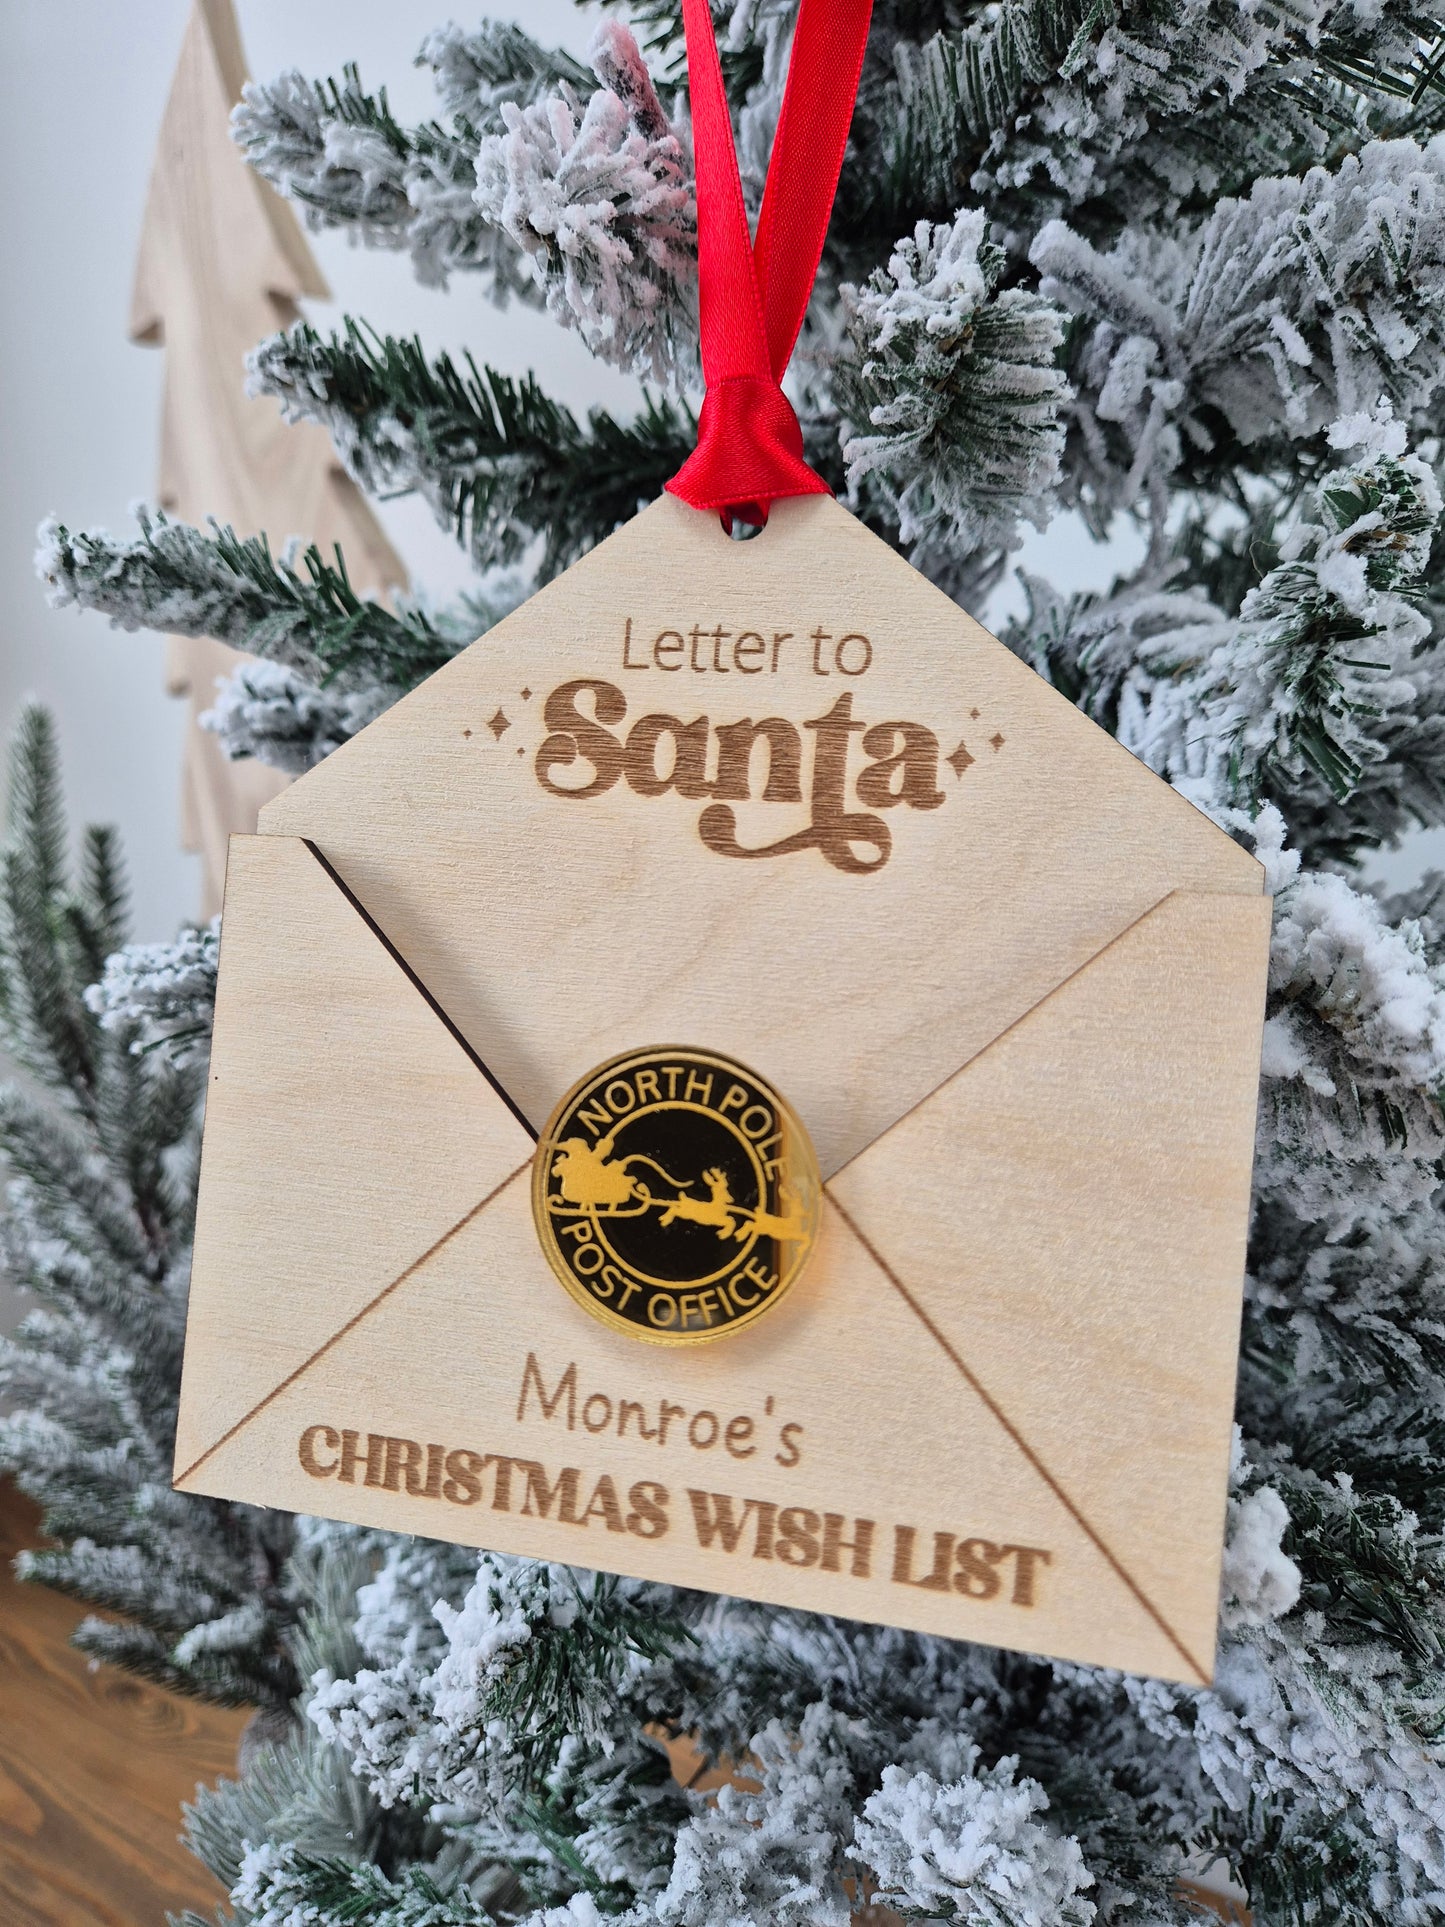 Letter to
Santa
NORTH POLE
POST OFFICE
Monroe's
CHRISTMAS WISH LIST